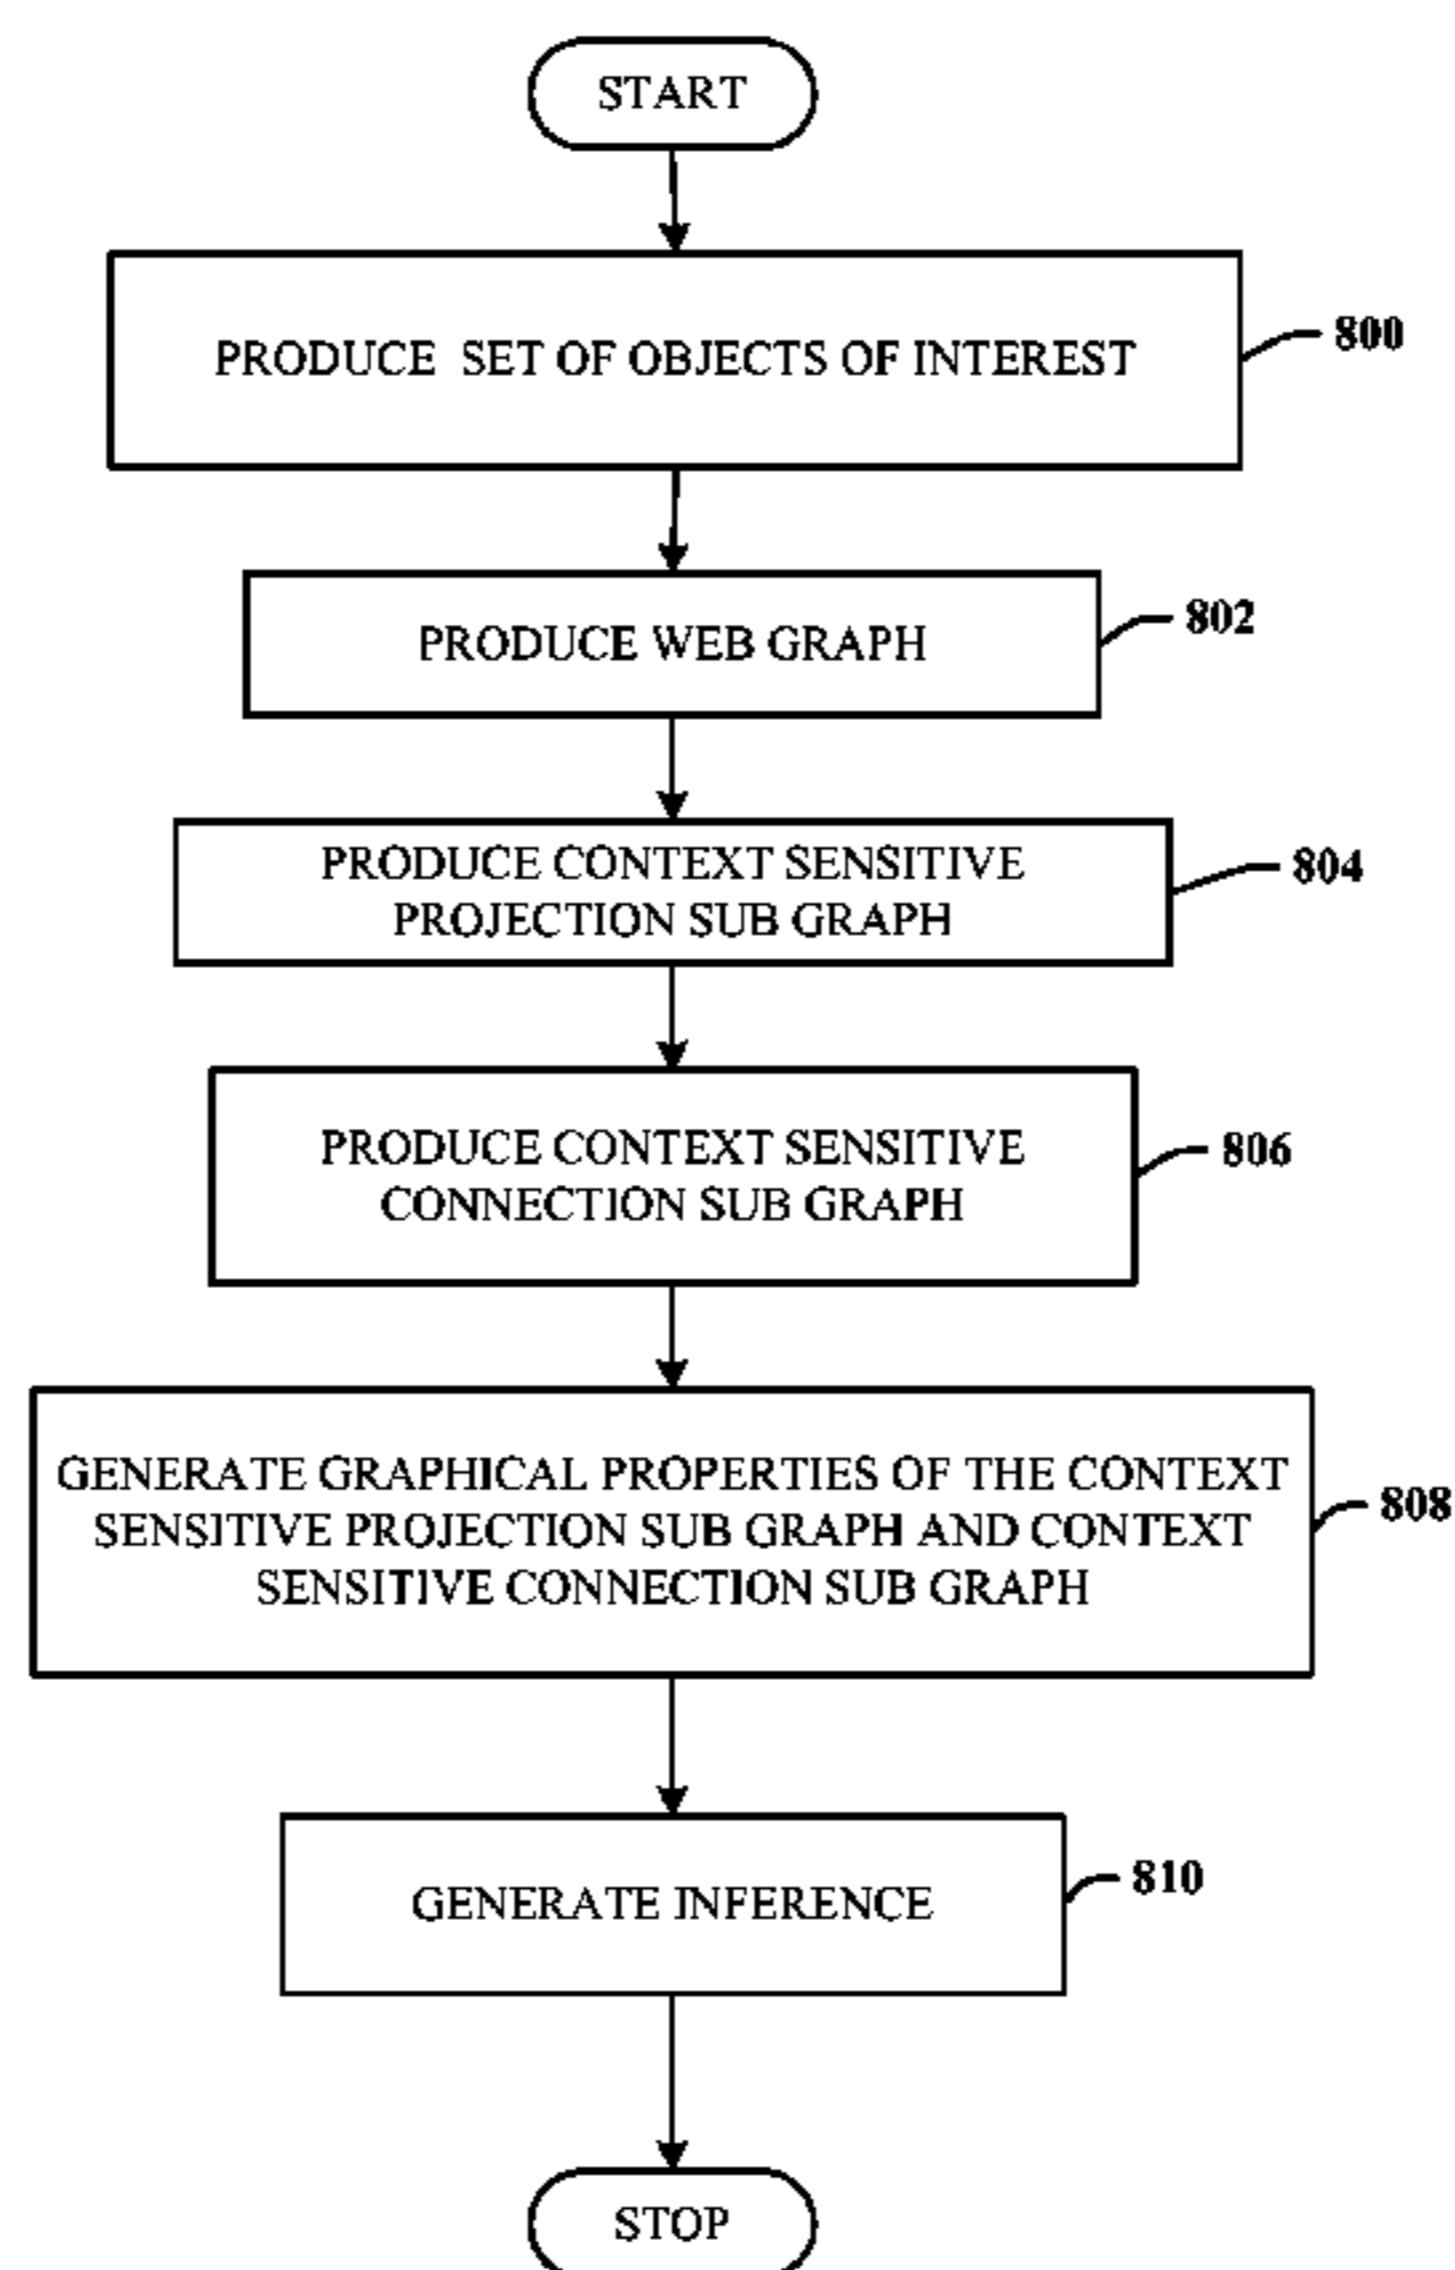 START
PRODUCE SET OF OBJECTS OF INTEREST
800
PRODUCE WEB GRAPH
802
PRODUCE CONTEXT SENSITIVE
PROJECTION SUB GRAPH
804
PRODUCE CONTEXT SENSITIVE
CONNECTION SUB GRAPH
806
GENERATE GRAPHICAL PROPERTIES OF THE CONTEXT
SENSITIVE PROJECTION SUB GRAPH AND CONTEXT
SENSITIVE CONNECTION SUB GRAPH
808
GENERATE INFERENCE
810
STOP